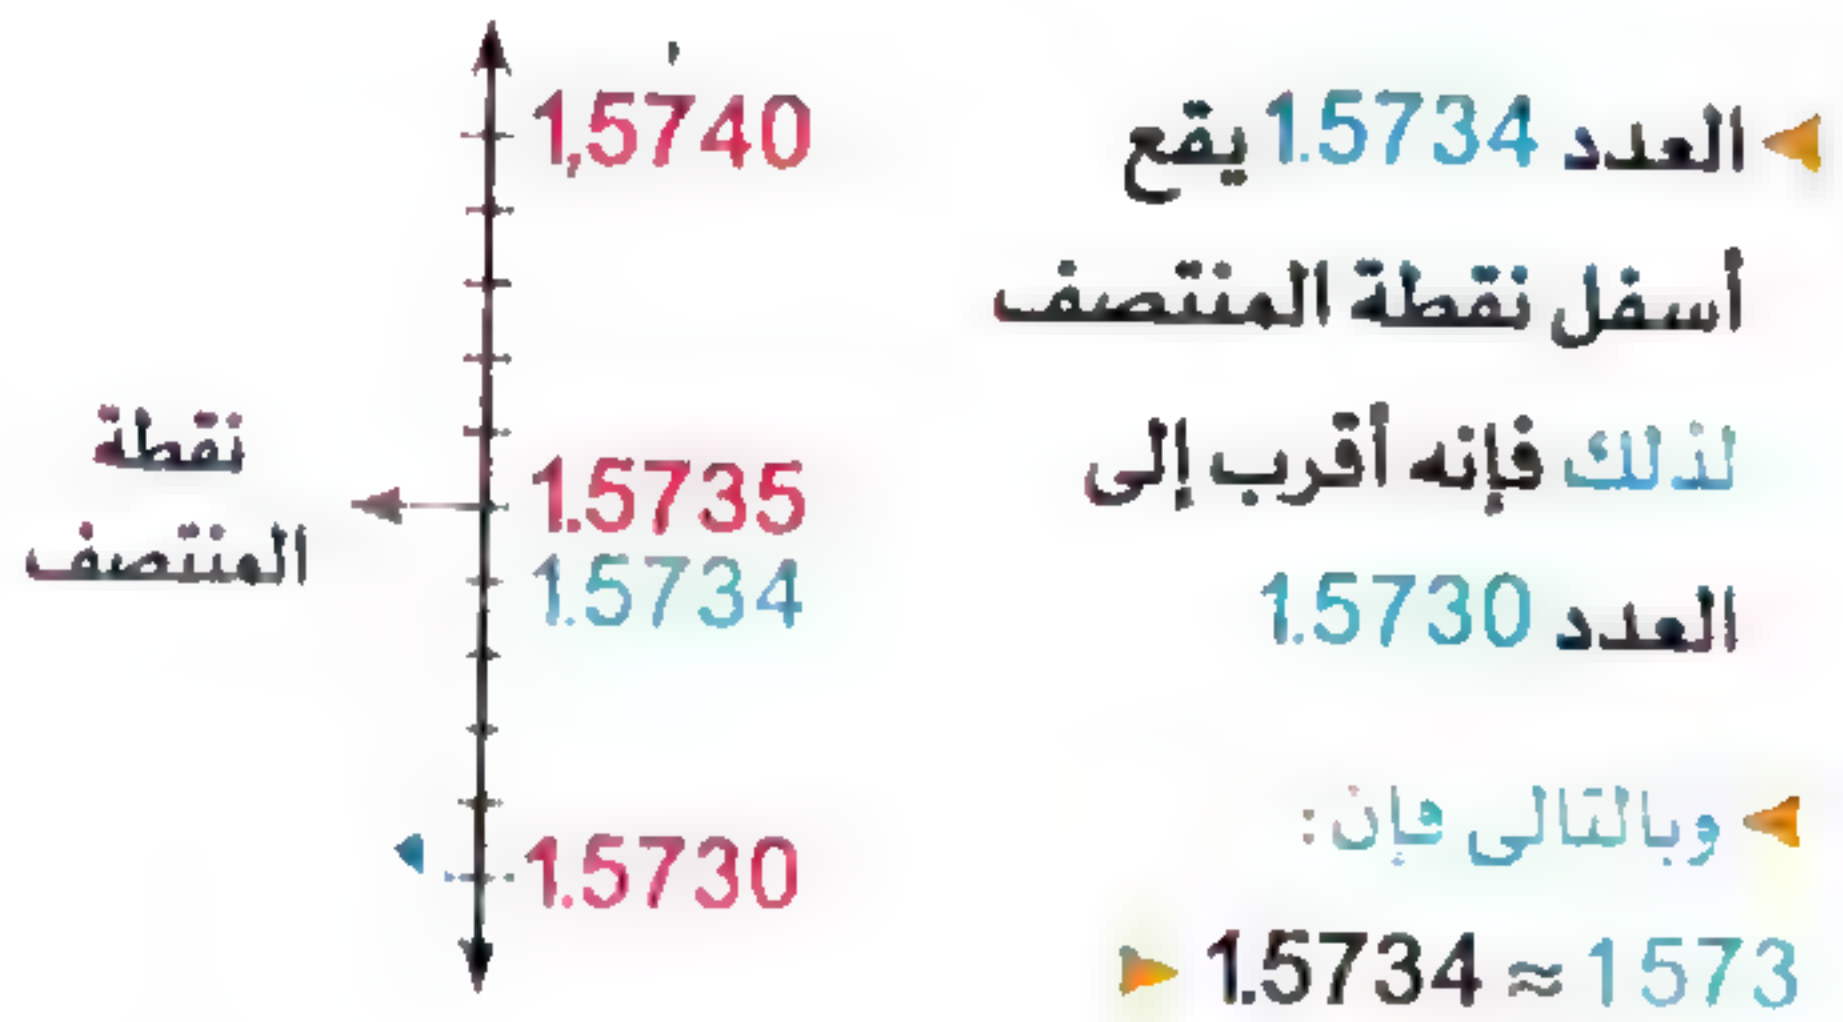 العدد 1.5734 يقع
أسفل نقطة المنتصف
لذلك فإنه أقرب إلى
العدد 1.5730
وبالتالى فإن:
1.5734 ≈ 1573
1,5740
1.5735
1.5734
1.5730
نقطة
المنتصف